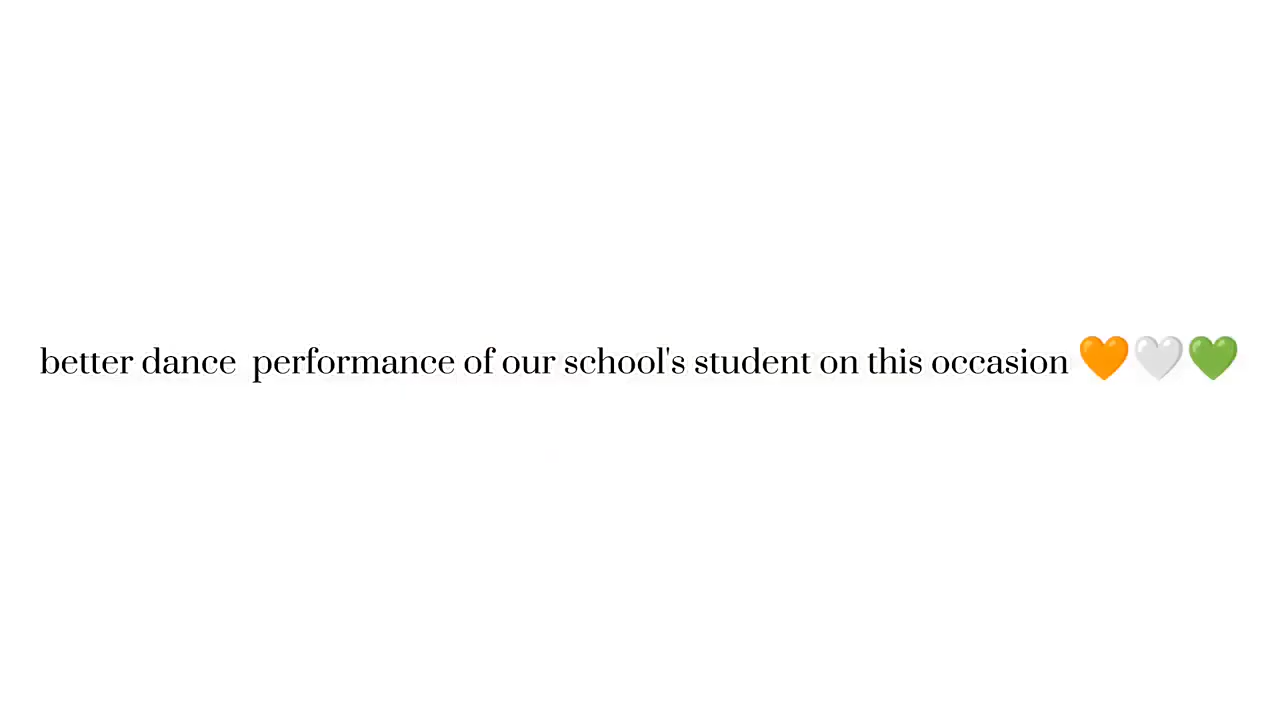 better dance  performance of our school's student on this occasion 🧡🤍💚